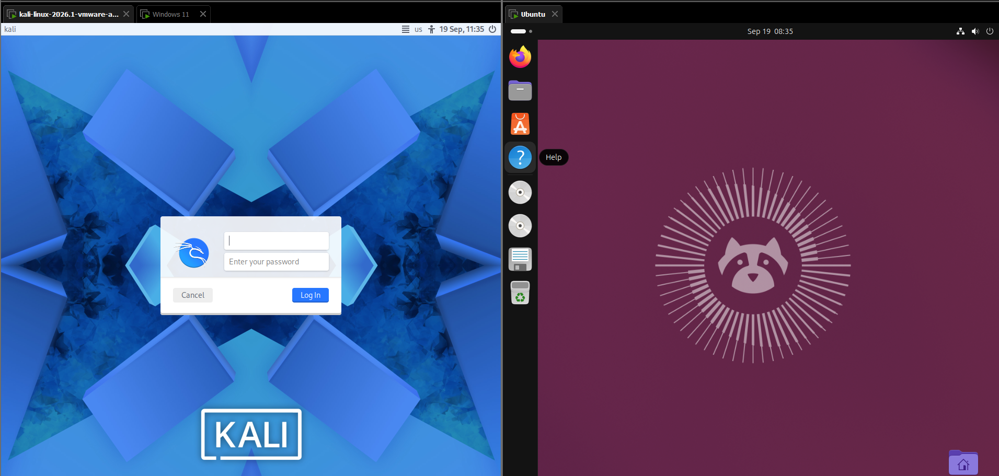 kali-linux-2026.1-vmware-a...
Windows 11
kali
us
19 Sep, 11:35
Enter your password
Cancel
Log In
KALI
Ubuntu
Sep 19 08:35
Help